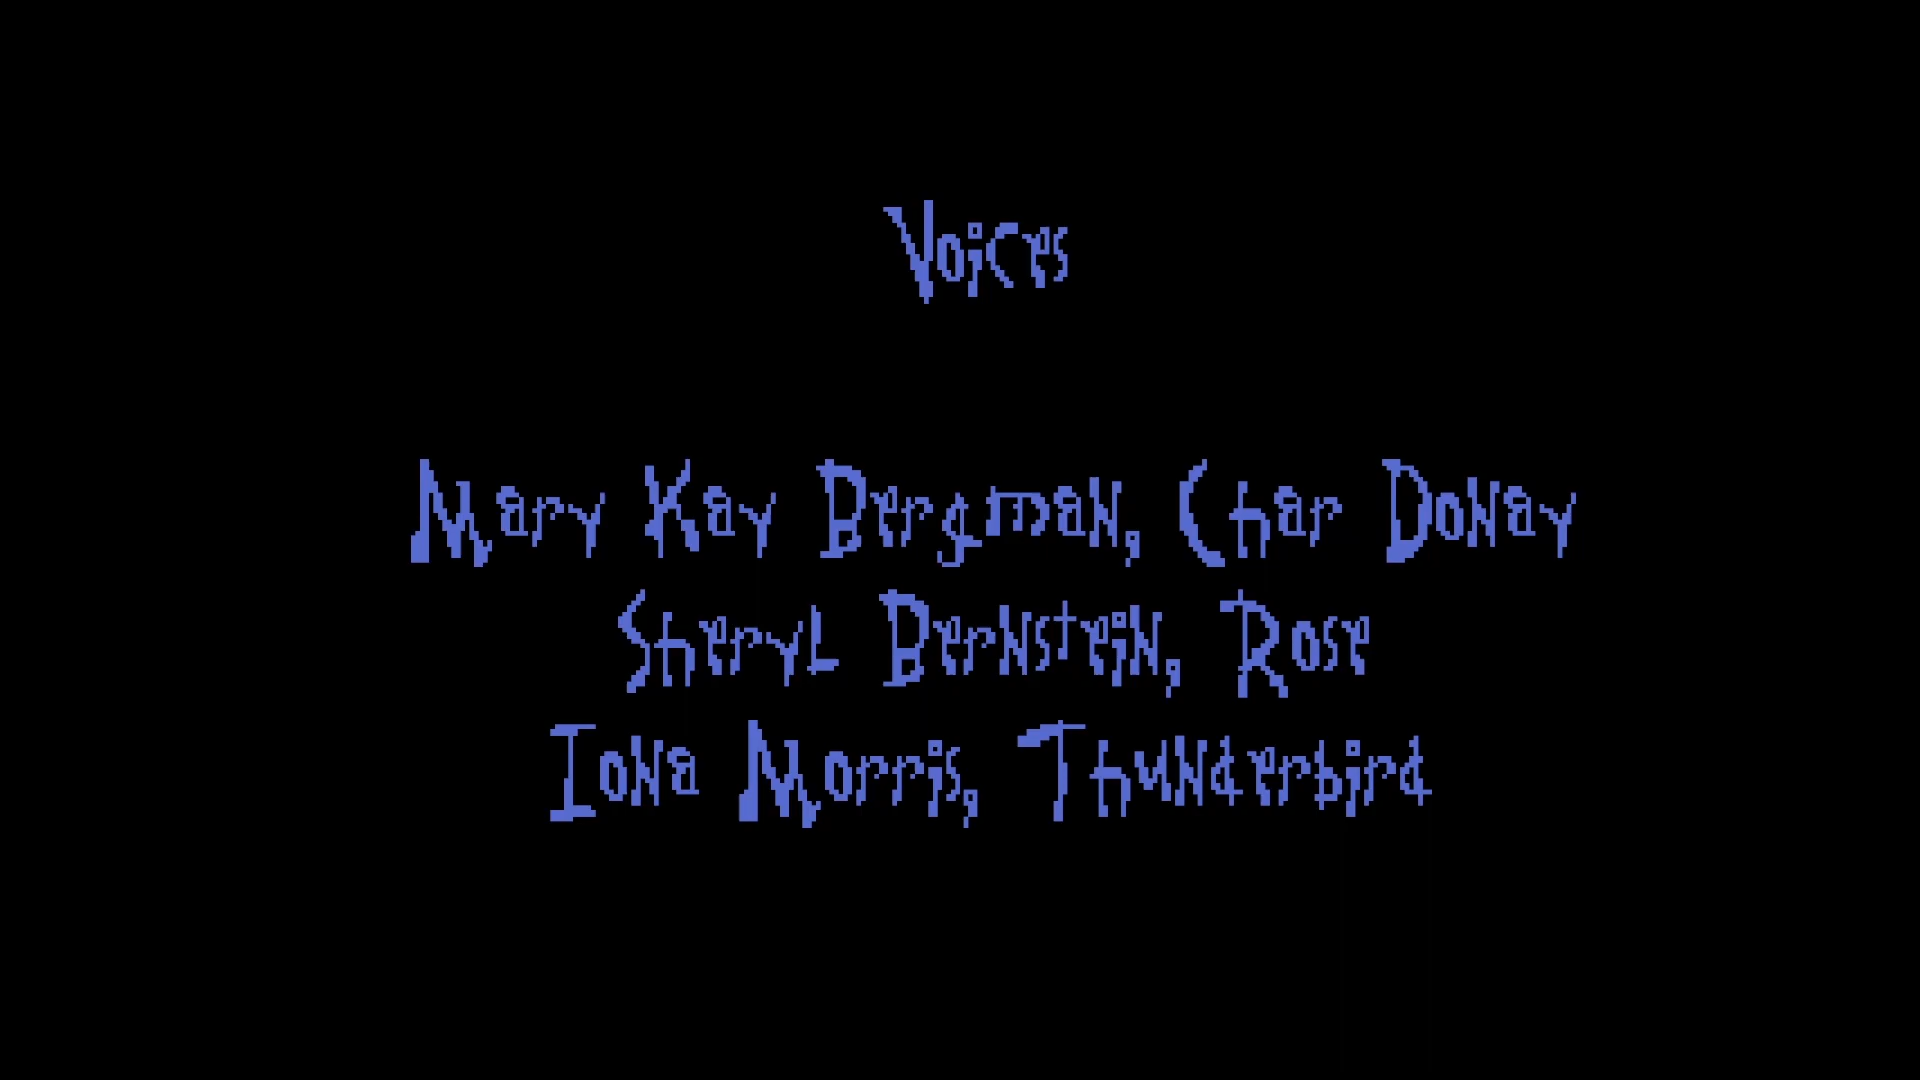 Voices
Mary Kay Bergman, Char Donay
Sheryl Bernstein, Rose
Iona Morris, Thunderbird